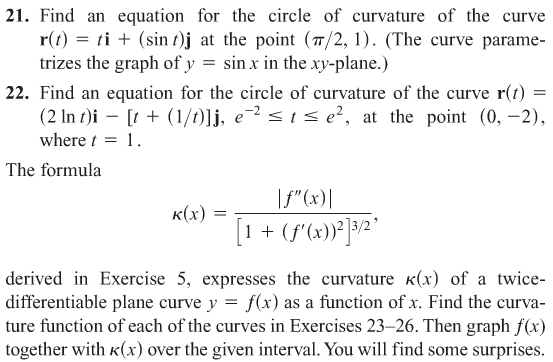 21. Find an equation for the circle of curvature of the curve
r(t) = ti + (sin t)j at the point (π/2, 1). (The curve parame-
trizes the graph of y = sin x in the xy-plane.)
22. Find an equation for the circle of curvature of the curve r(t) =
(2 ln t)i − [t + (1/t)]j, e⁻² ≤ t ≤ e², at the point (0, −2),
where t = 1.
The formula
κ(x) = |f″(x)| / [1 + (f′(x))²]^{3/2},
derived in Exercise 5, expresses the curvature κ(x) of a twice-
differentiable plane curve y = f(x) as a function of x. Find the curva-
ture function of each of the curves in Exercises 23–26. Then graph f(x)
together with κ(x) over the given interval. You will find some surprises.